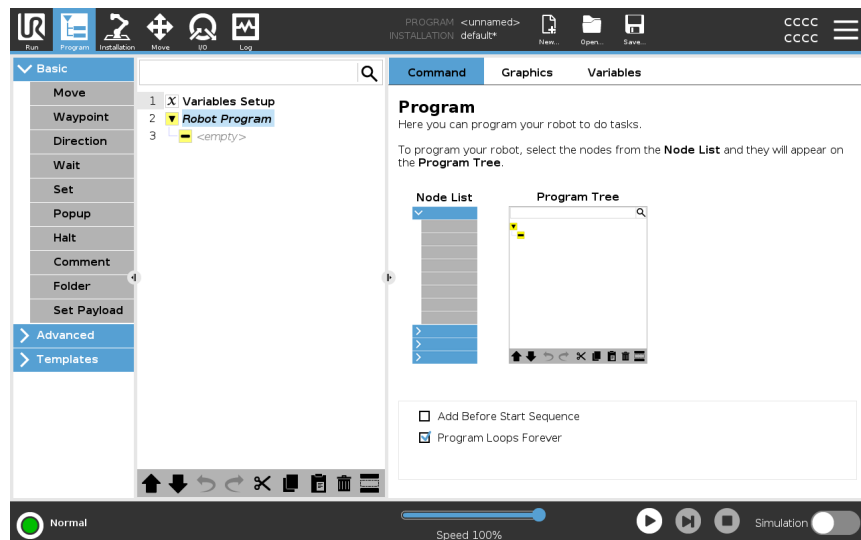 UR
PROGRAM <unnamed>
INSTALLATION default*
CCCC
CCCC
Run Program Installation Move I/O Log New... Open... Save...
Basic
Move
Waypoint
Direction
Wait
Set
Popup
Halt
Comment
Folder
Set Payload
Advanced
Templates
1 X Variables Setup
2 Robot Program
3 <empty>
Command Graphics Variables
Program
Here you can program your robot to do tasks.
To program your robot, select the nodes from the Node List and they will appear on
the Program Tree.
Node List Program Tree
Add Before Start Sequence
Program Loops Forever
Normal
Speed 100%
Simulation